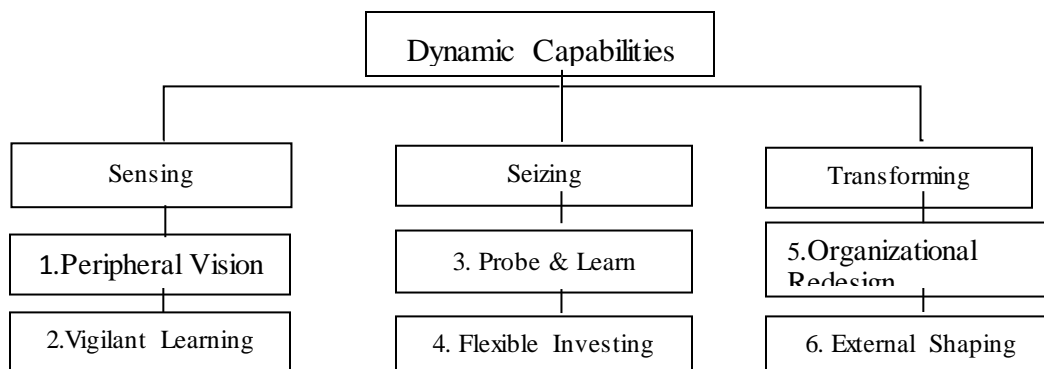 Dynamic Capabilities
Sensing
Seizing
Transforming
1.Peripheral Vision
3. Probe & Learn
5.Organizational
Redesign
2.Vigilant Learning
4. Flexible Investing
6. External Shaping